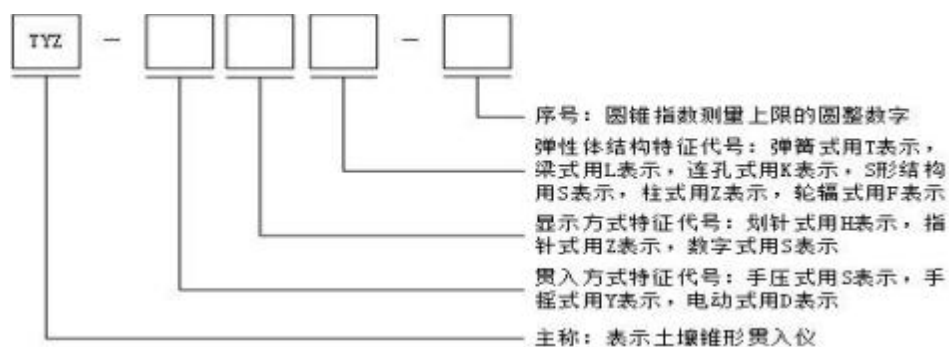 TYZ - -
序号：圆锥指数测量上限的圆整数字
弹性体结构特征代号：弹簧式用T表示，
梁式用L表示，连孔式用K表示，S形结构
用S表示，柱式用Z表示，轮辐式用F表示
显示方式特征代号：划针式用H表示，指
针式用Z表示，数字式用S表示
贯入方式特征代号：手压式用S表示，手
摇式用Y表示，电动式用D表示
主称：表示土壤锥形贯入仪